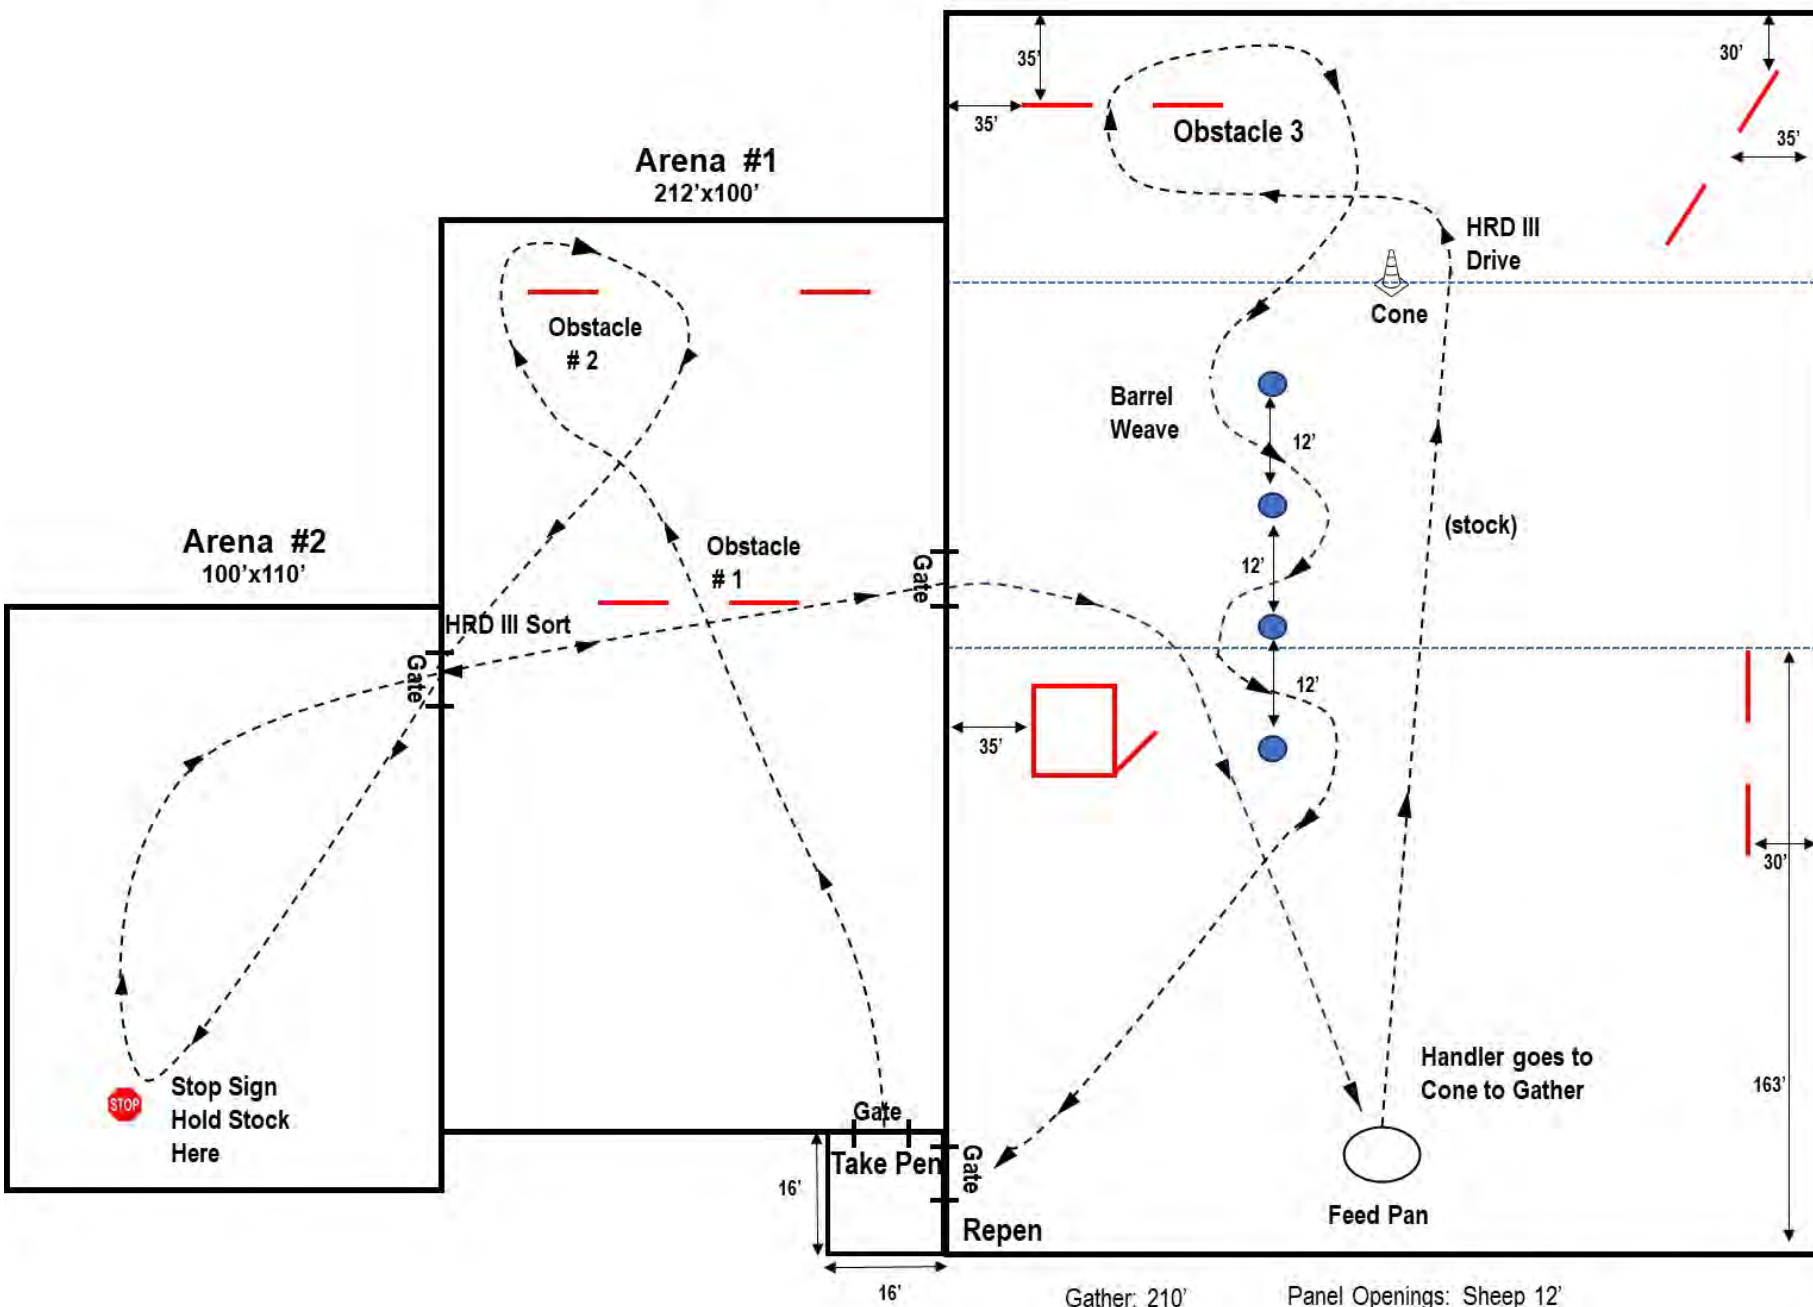 35'
30'
35'
Obstacle 3
35'
Arena #1
212'x100'
HRD III
Drive
Cone
Obstacle
# 2
Barrel
Weave
12'
(stock)
Arena #2
100'x110'
Obstacle
# 1
Gate
12'
HRD III Sort
Gate
12'
35'
30'
Handler goes to
Cone to Gather
163'
STOP
Stop Sign
Hold Stock
Here
Gate
Take Pen
Gate
16'
Repen
Feed Pan
16'
Gather: 210'
Panel Openings: Sheep 12'